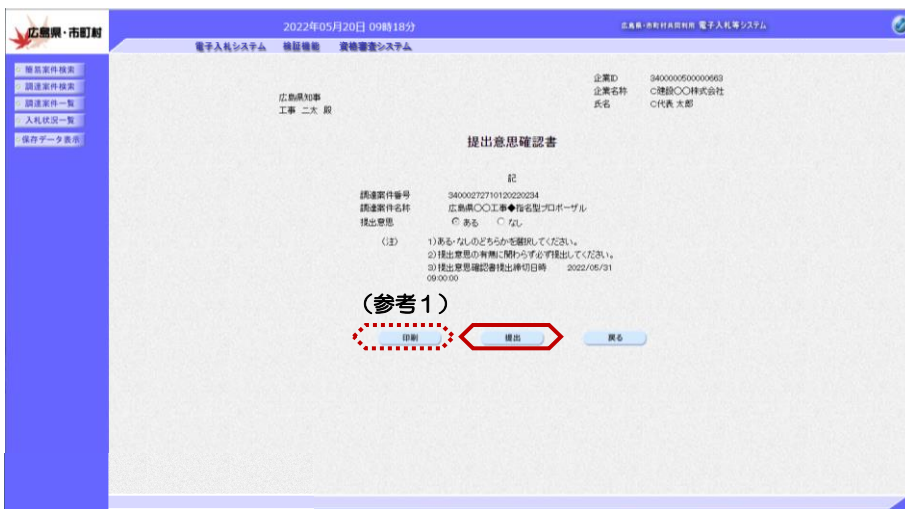 広島県・市町村
2022年05月20日 09時18分
広島県・市町村共同利用 電子入札等システム
電子入札システム 検証機能 資格審査システム
簡易案件検索
調達案件検索
調達案件一覧
入札状況一覧
保存データ表示
企業ID 3400000500000663
企業名称 C建設〇〇株式会社
氏名 C代表 太郎
広島県知事
工事 二太 殿
提出意思確認書
記
調達案件番号 34000272710120220234
調達案件名称 広島県〇〇工事◆指名型プロポーザル
提出意思 ある なし
(注) 1)ある・なしのどちらかを選択してください。
2)提出意思の有無に関わらず必ず提出してください。
3)提出意思確認書提出締切日時 2022/05/31
09:00:00
(参考1)
印刷 提出 戻る